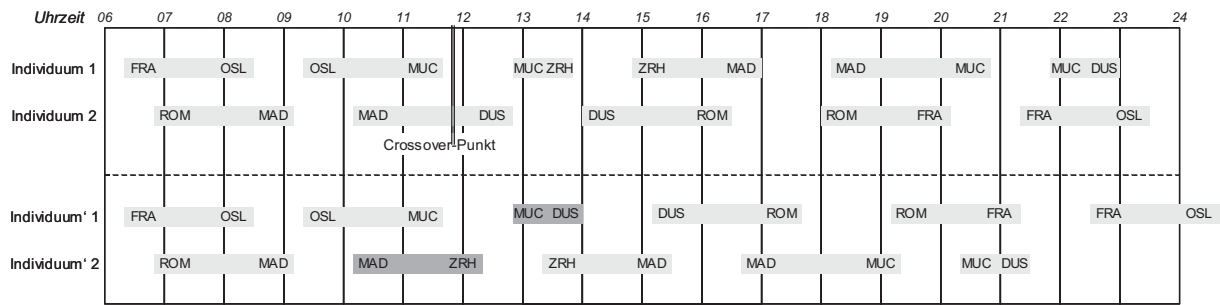 Uhrzeit 06 07 08 09 10 11 12 13 14 15 16 17 18 19 20 21 22 23 24
Individuum 1 FRA OSL OSL MUC MUC ZRH ZRH MAD MAD MUC MUC DUS
Individuum 2 ROM MAD MAD DUS DUS ROM ROM FRA FRA OSL
Crossover-Punkt
Individuum‘ 1 FRA OSL OSL MUC MUC DUS DUS ROM ROM FRA FRA OSL
Individuum‘ 2 ROM MAD MAD ZRH ZRH MAD MAD MUC MUC DUS